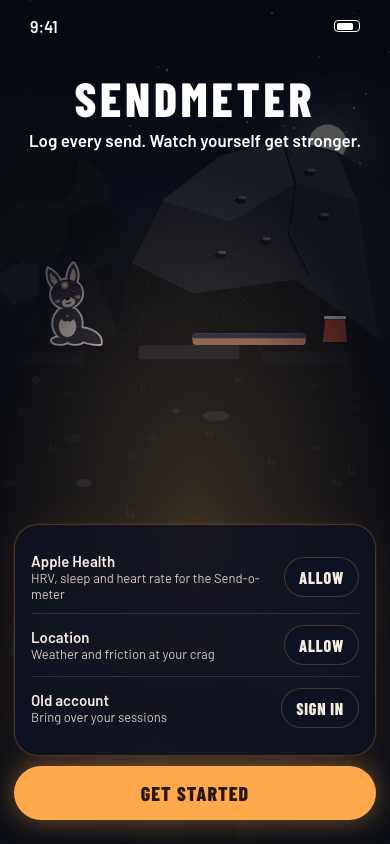 9:41
SENDMETER
Log every send. Watch yourself get stronger.
Apple Health
HRV, sleep and heart rate for the Send-o-
meter
ALLOW
Location
Weather and friction at your crag
ALLOW
Old account
Bring over your sessions
SIGN IN
GET STARTED